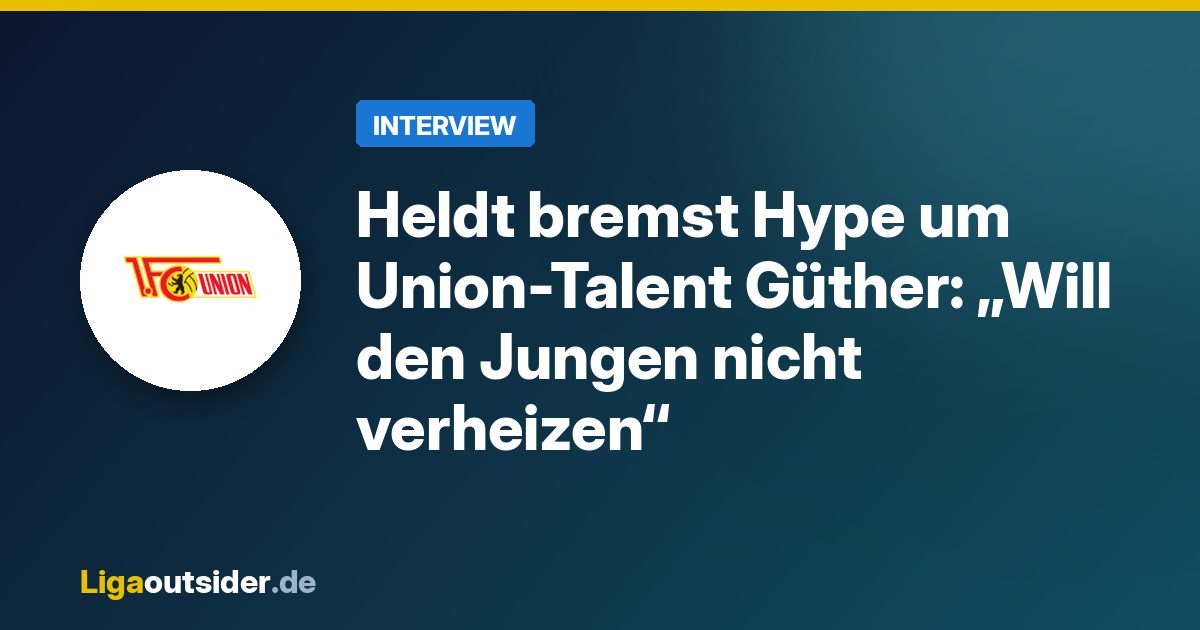 INTERVIEW
Heldt bremst Hype um
Union-Talent Güther: „Will
den Jungen nicht
verheizen“
1.FC UNION
Ligaoutsider.de